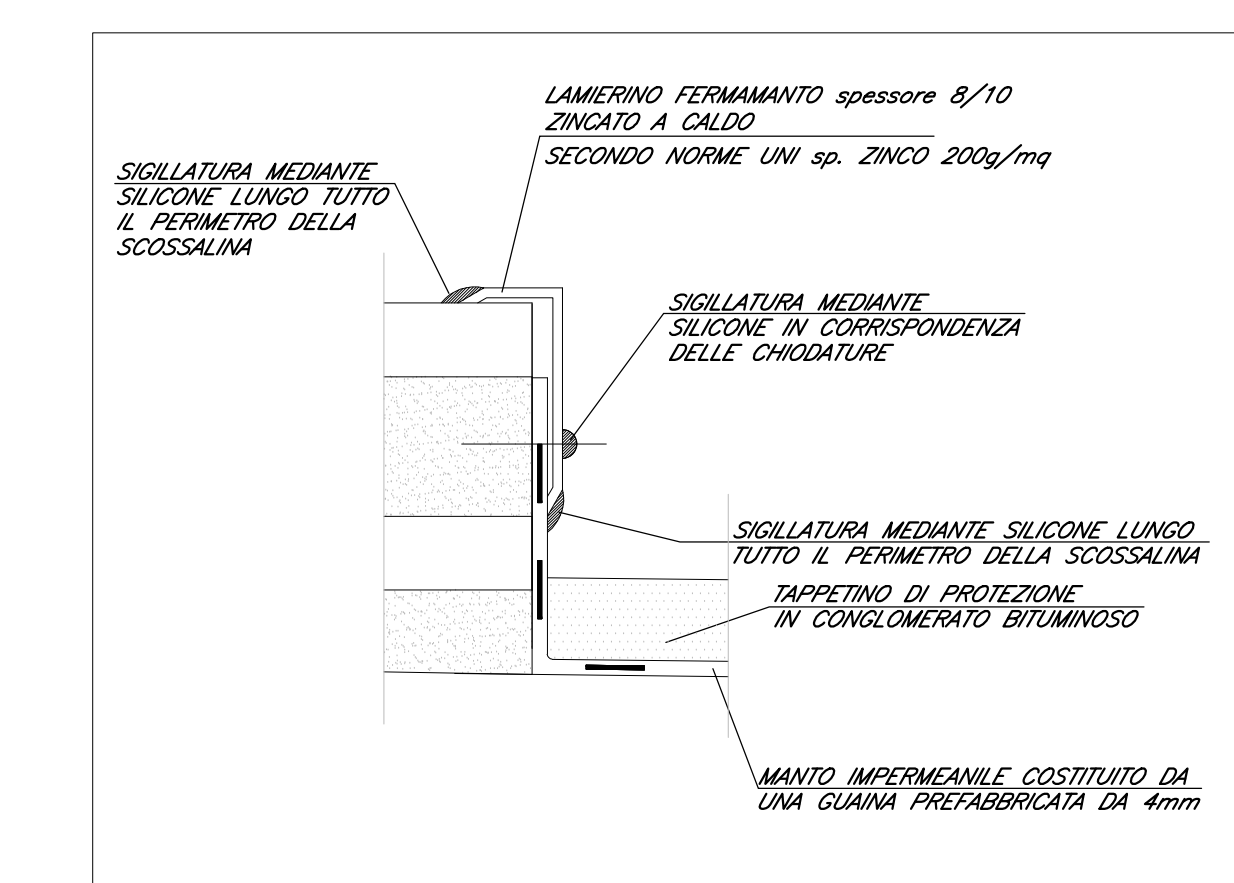 LAMIERINO FERMAMANTO spessore 8/10
ZINCATO A CALDO
SECONDO NORME UNI sp. ZINCO 200g/mq
SIGILLATURA MEDIANTE
SILICONE LUNGO TUTTO
IL PERIMETRO DELLA
SCOSSALINA
SIGILLATURA MEDIANTE
SILICONE IN CORRISPONDENZA
DELLE CHIODATURE
SIGILLATURA MEDIANTE SILICONE LUNGO
TUTTO IL PERIMETRO DELLA SCOSSALINA
TAPPETINO DI PROTEZIONE
IN CONGLOMERATO BITUMINOSO
MANTO IMPERMEANILE COSTITUITO DA
UNA GUAINA PREFABBRICATA DA 4mm